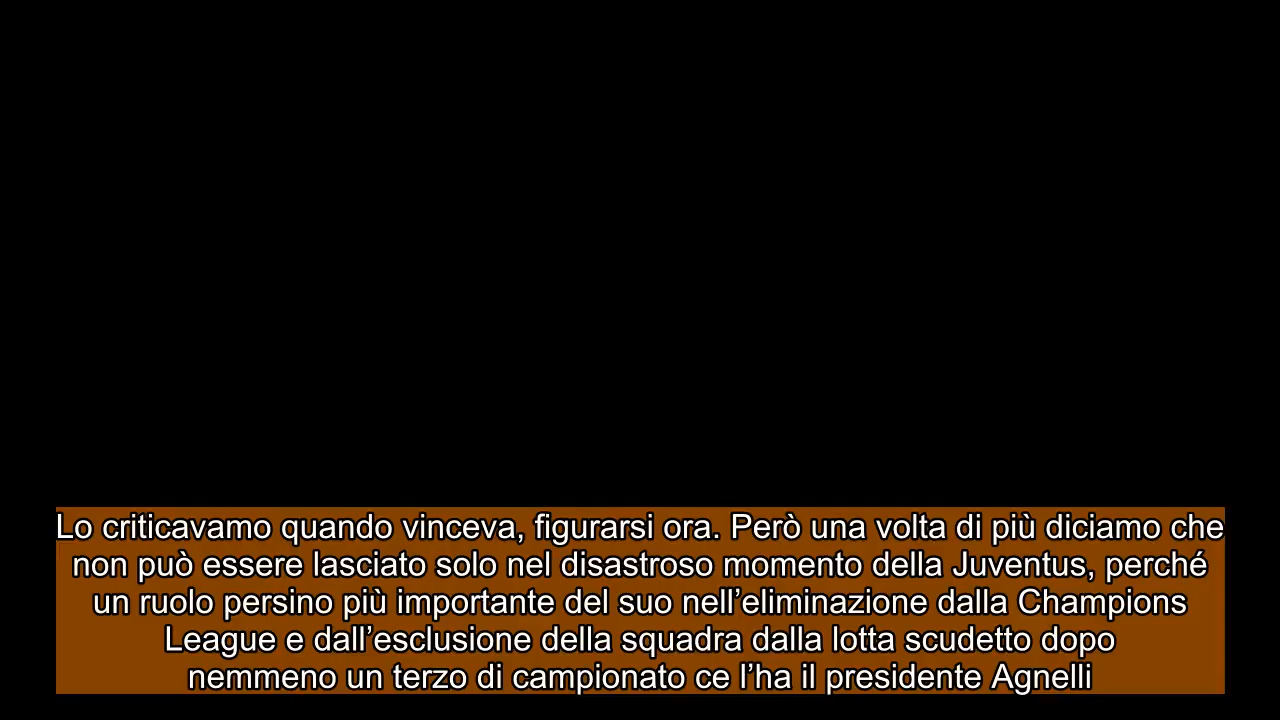 Lo criticavamo quando vinceva, figurarsi ora. Però una volta di più diciamo che
non può essere lasciato solo nel disastroso momento della Juventus, perché
un ruolo persino più importante del suo nell’eliminazione dalla Champions
League e dall’esclusione della squadra dalla lotta scudetto dopo
nemmeno un terzo di campionato ce l’ha il presidente Agnelli